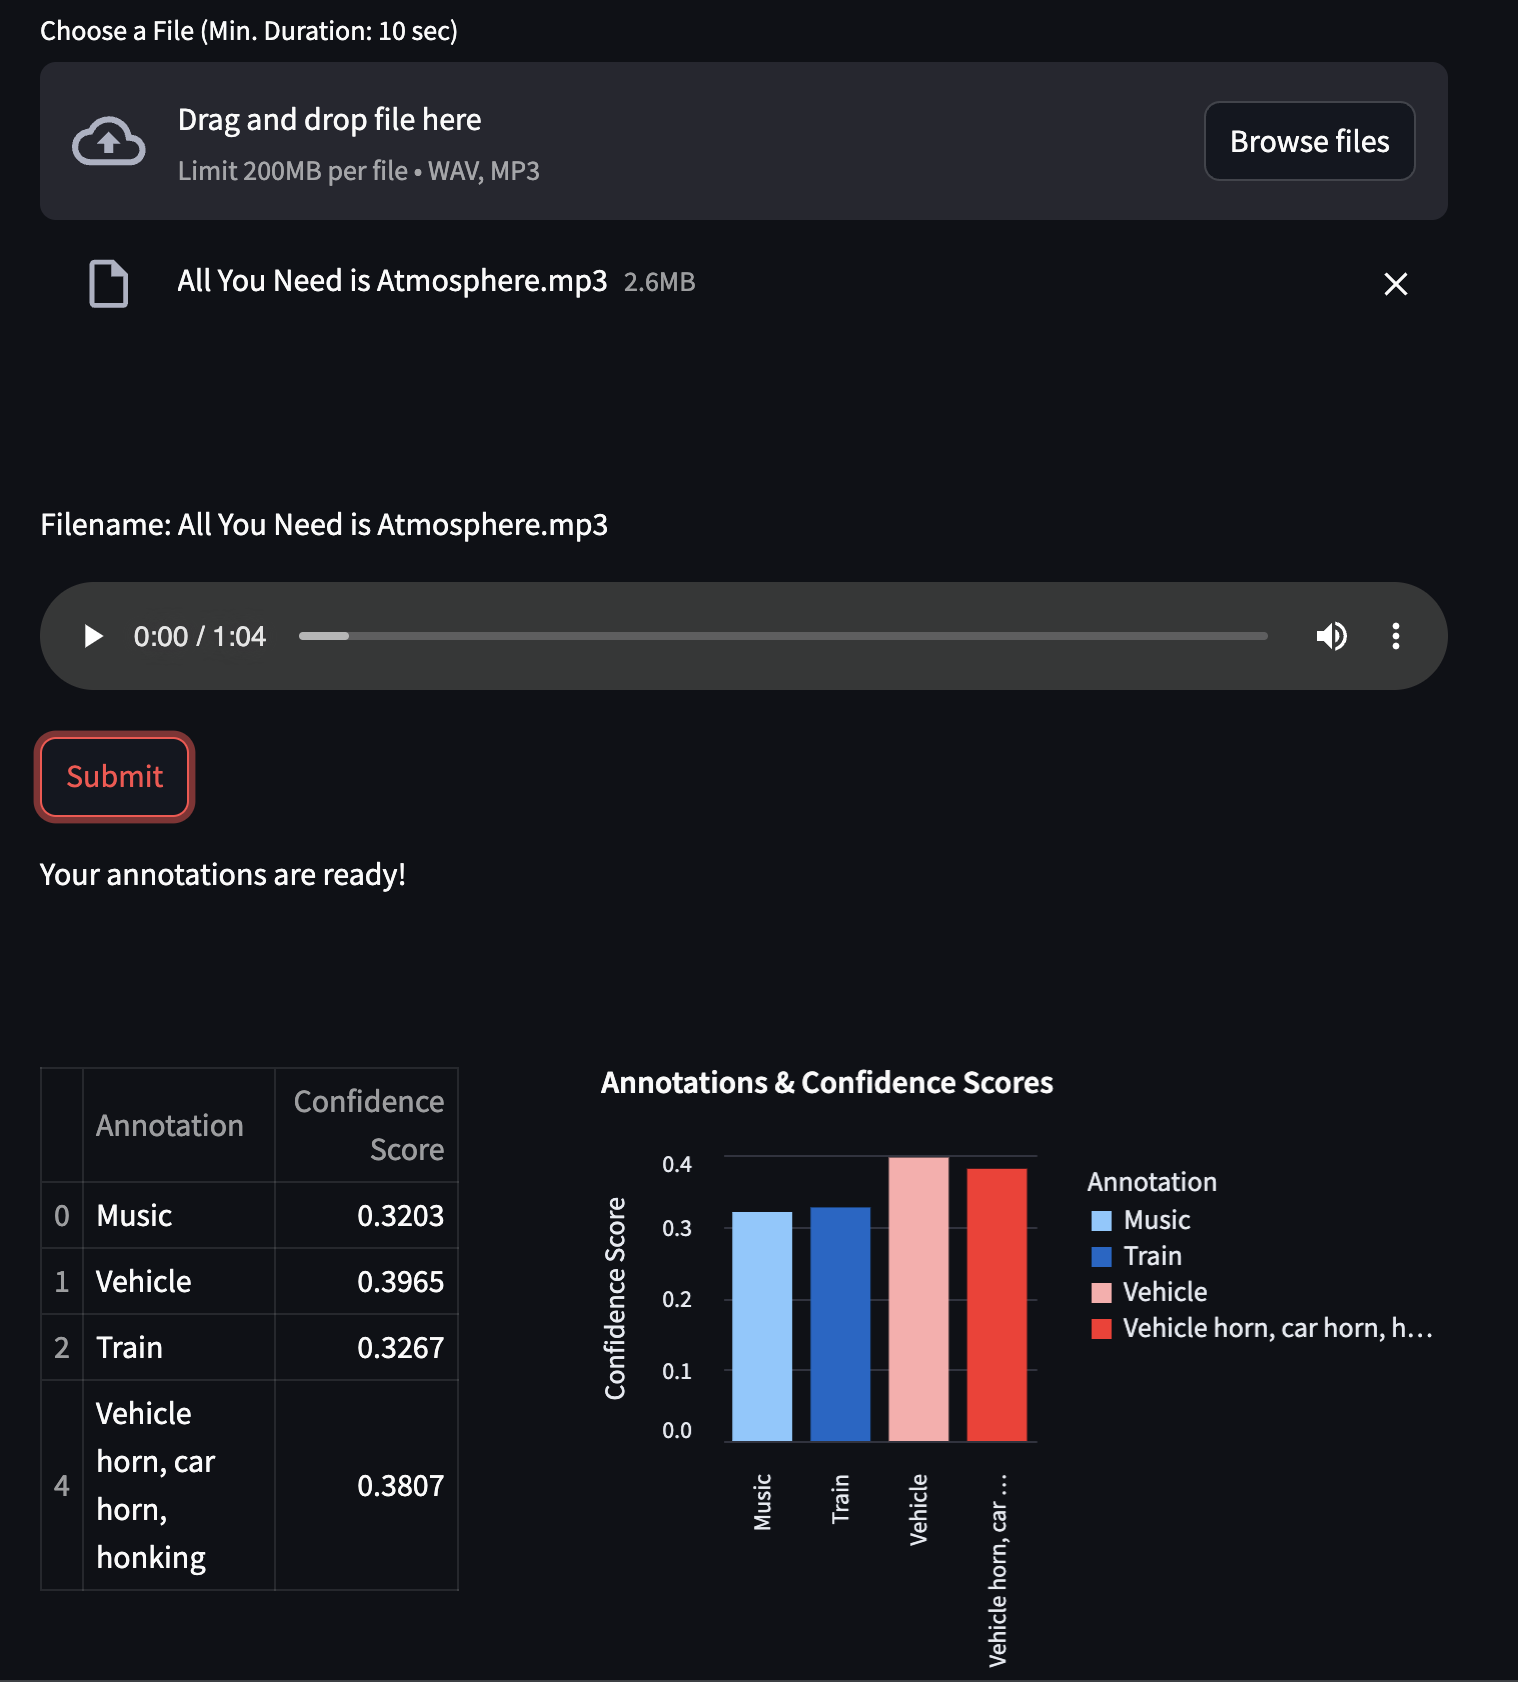 Choose a File (Min. Duration: 10 sec)
Drag and drop file here
Limit 200MB per file • WAV, MP3
Browse files
All You Need is Atmosphere.mp3 2.6MB
Filename: All You Need is Atmosphere.mp3
0:00 / 1:04
Submit
Your annotations are ready!
Annotation
Confidence
Score
0 Music 0.3203
1 Vehicle 0.3965
2 Train 0.3267
4 Vehicle
horn, car
horn,
honking
0.3807
Annotations & Confidence Scores
Confidence Score
0.4
0.3
0.2
0.1
0.0
Music
Train
Vehicle
Vehicle horn, car …
Annotation
Music
Train
Vehicle
Vehicle horn, car horn, h…